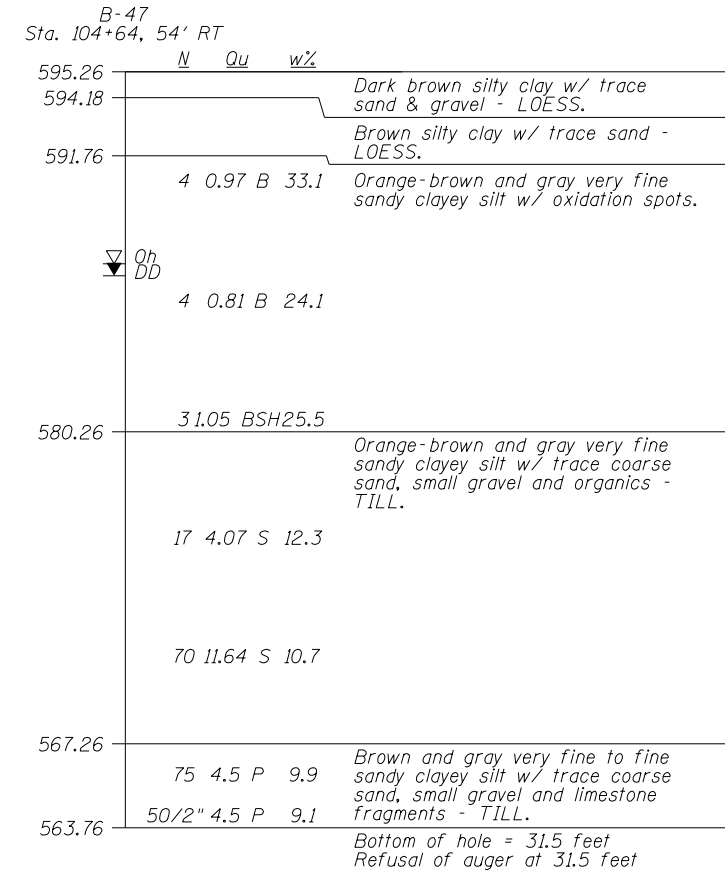 B-47
Sta. 104+64, 54' RT
N Qu w%
595.26
Dark brown silty clay w/ trace
594.18
sand & gravel - LOESS.
Brown silty clay w/ trace sand -
591.76
LOESS.
4 0.97 B 33.1 Orange-brown and gray very fine
sandy clayey silt w/ oxidation spots.
0h
DD
4 0.81 B 24.1
3 1.05 BSH 25.5
580.26
Orange-brown and gray very fine
sandy clayey silt w/ trace coarse
sand, small gravel and organics -
TILL.
17 4.07 S 12.3
70 11.64 S 10.7
567.26
Brown and gray very fine to fine
75 4.5 P 9.9 sandy clayey silt w/ trace coarse
sand, small gravel and limestone
50/2" 4.5 P 9.1 fragments - TILL.
563.76
Bottom of hole = 31.5 feet
Refusal of auger at 31.5 feet